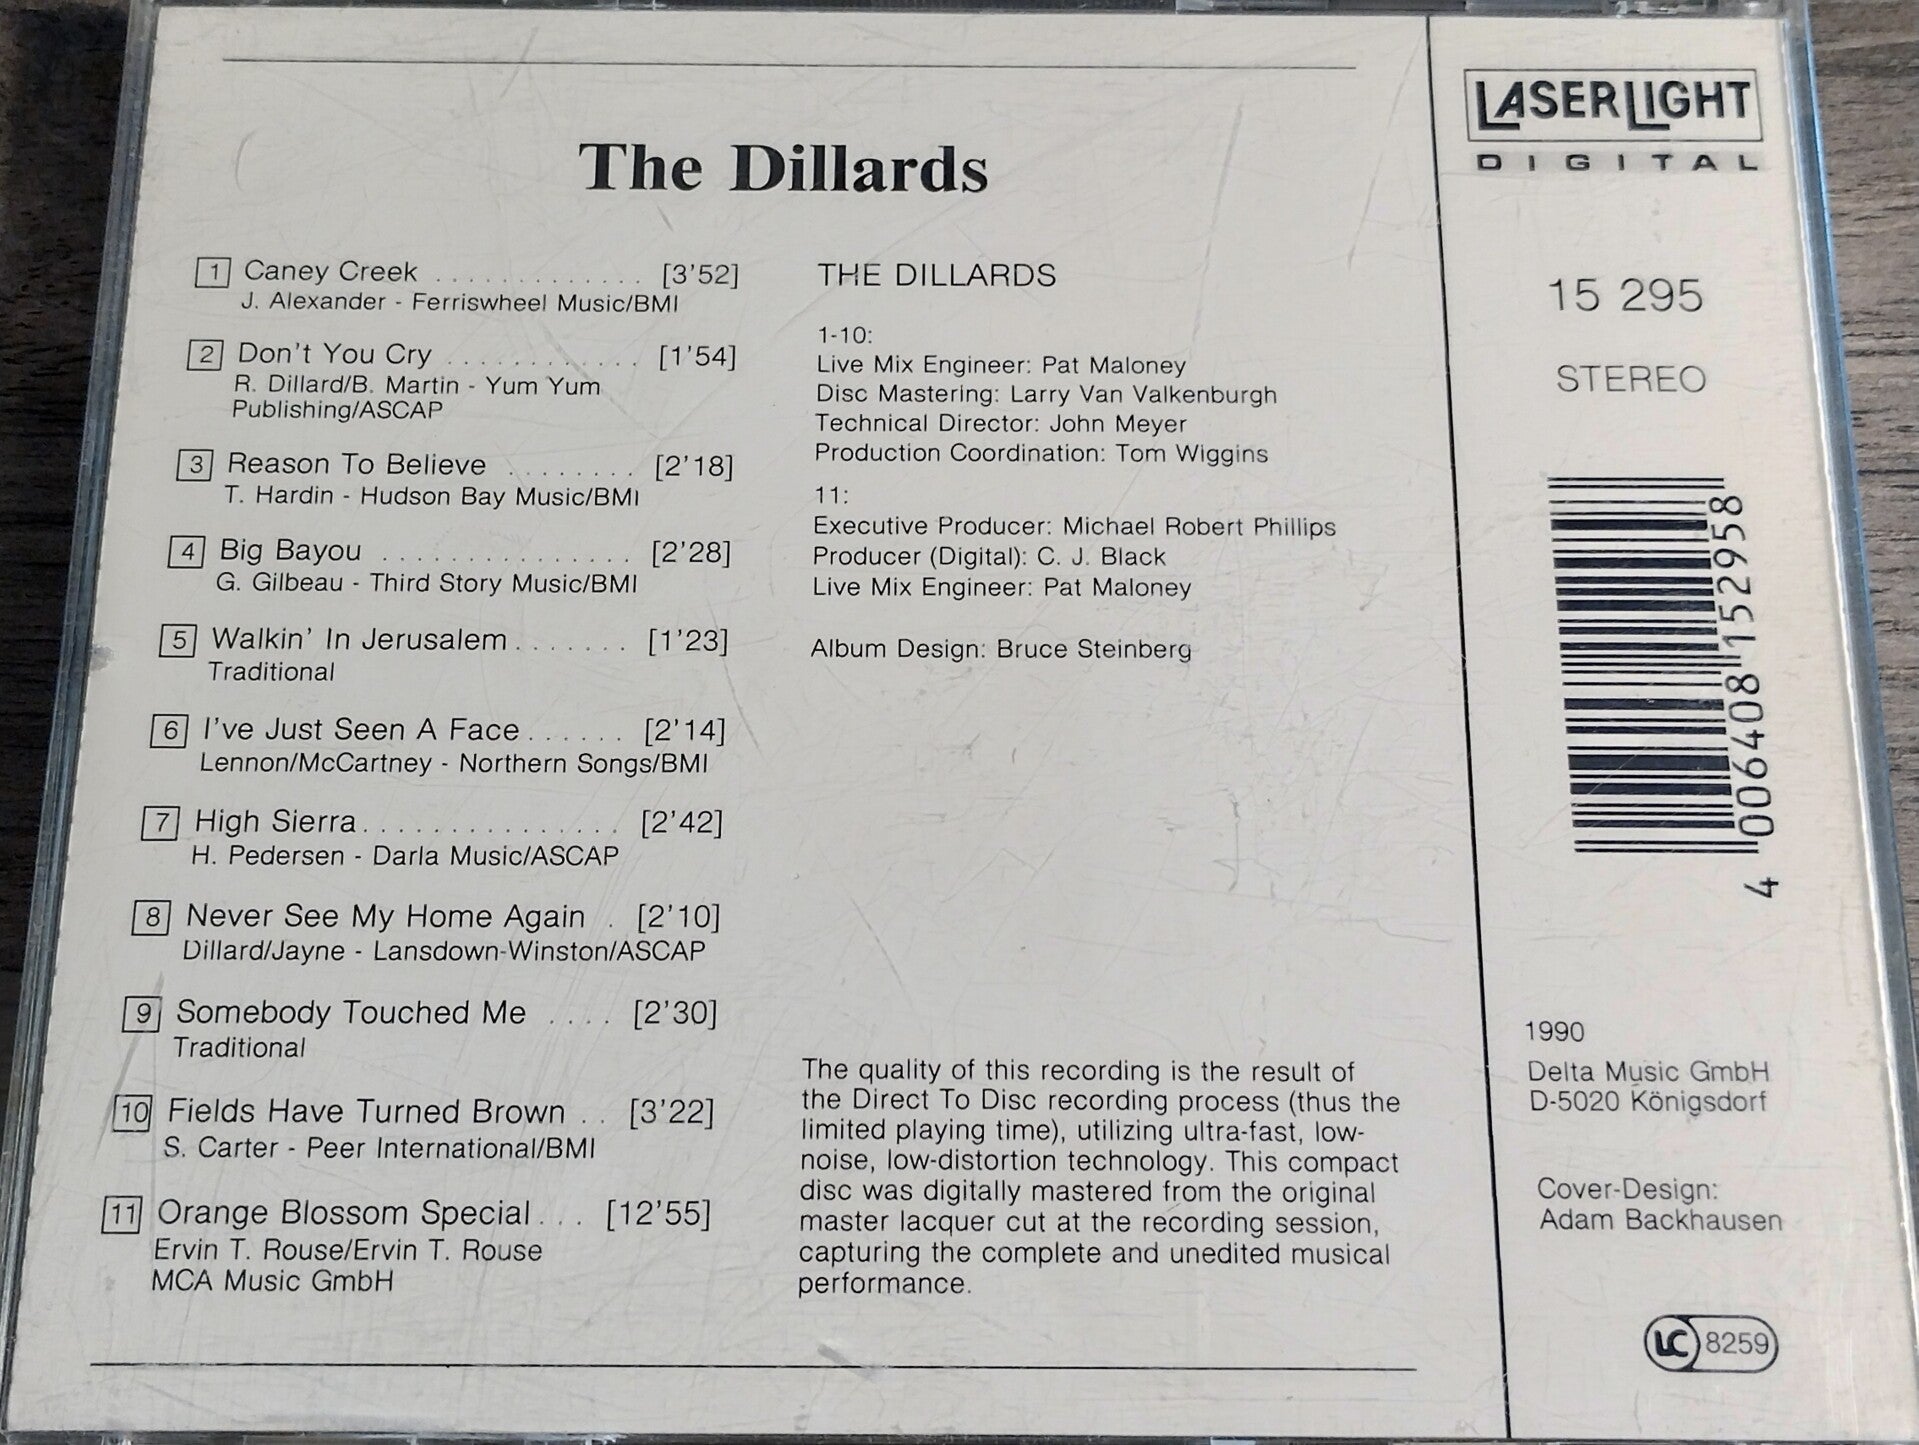 The Dillards
1 Caney Creek . . . . . . . . . . . . . [3'52]
J. Alexander - Ferriswheel Music/BMI
2 Don't You Cry . . . . . . . . . . . . [1'54]
R. Dillard/B. Martin - Yum Yum
Publishing/ASCAP
3 Reason To Believe . . . . . . . . [2'18]
T. Hardin - Hudson Bay Music/BMI
4 Big Bayou . . . . . . . . . . . . . . . [2'28]
G. Gilbeau - Third Story Music/BMI
5 Walkin' In Jerusalem . . . . . . . [1'23]
Traditional
6 I've Just Seen A Face . . . . . . [2'14]
Lennon/McCartney - Northern Songs/BMI
7 High Sierra . . . . . . . . . . . . . . . [2'42]
H. Pedersen - Darla Music/ASCAP
8 Never See My Home Again . [2'10]
Dillard/Jayne - Lansdown-Winston/ASCAP
9 Somebody Touched Me . . . . [2'30]
Traditional
10 Fields Have Turned Brown . . [3'22]
S. Carter - Peer International/BMI
11 Orange Blossom Special . . . [12'55]
Ervin T. Rouse/Ervin T. Rouse
MCA Music GmbH
THE DILLARDS
1-10:
Live Mix Engineer: Pat Maloney
Disc Mastering: Larry Van Valkenburgh
Technical Director: John Meyer
Production Coordination: Tom Wiggins
11:
Executive Producer: Michael Robert Phillips
Producer (Digital): C. J. Black
Live Mix Engineer: Pat Maloney
Album Design: Bruce Steinberg
The quality of this recording is the result of
the Direct To Disc recording process (thus the
limited playing time), utilizing ultra-fast, low-
noise, low-distortion technology. This compact
disc was digitally mastered from the original
master lacquer cut at the recording session,
capturing the complete and unedited musical
performance.
LASERLIGHT
DIGITAL
15 295
STEREO
4 006408 152958
1990
Delta Music GmbH
D-5020 Königsdorf
Cover-Design:
Adam Backhausen
LC 8259